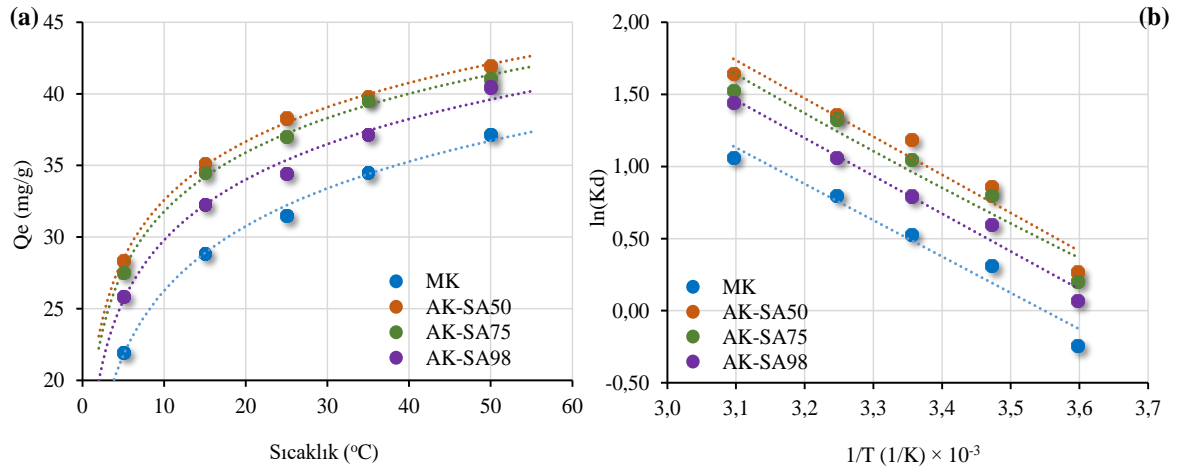 (a)
45
40
35
30
25
20
Qe (mg/g)
0 10 20 30 40 50 60
Sıcaklık (°C)
MK
AK-SA50
AK-SA75
AK-SA98
(b)
2,00
1,50
1,00
0,50
0,00
-0,50
ln(Kd)
3,0 3,1 3,2 3,3 3,4 3,5 3,6 3,7
1/T (1/K) × 10⁻³
MK
AK-SA50
AK-SA75
AK-SA98